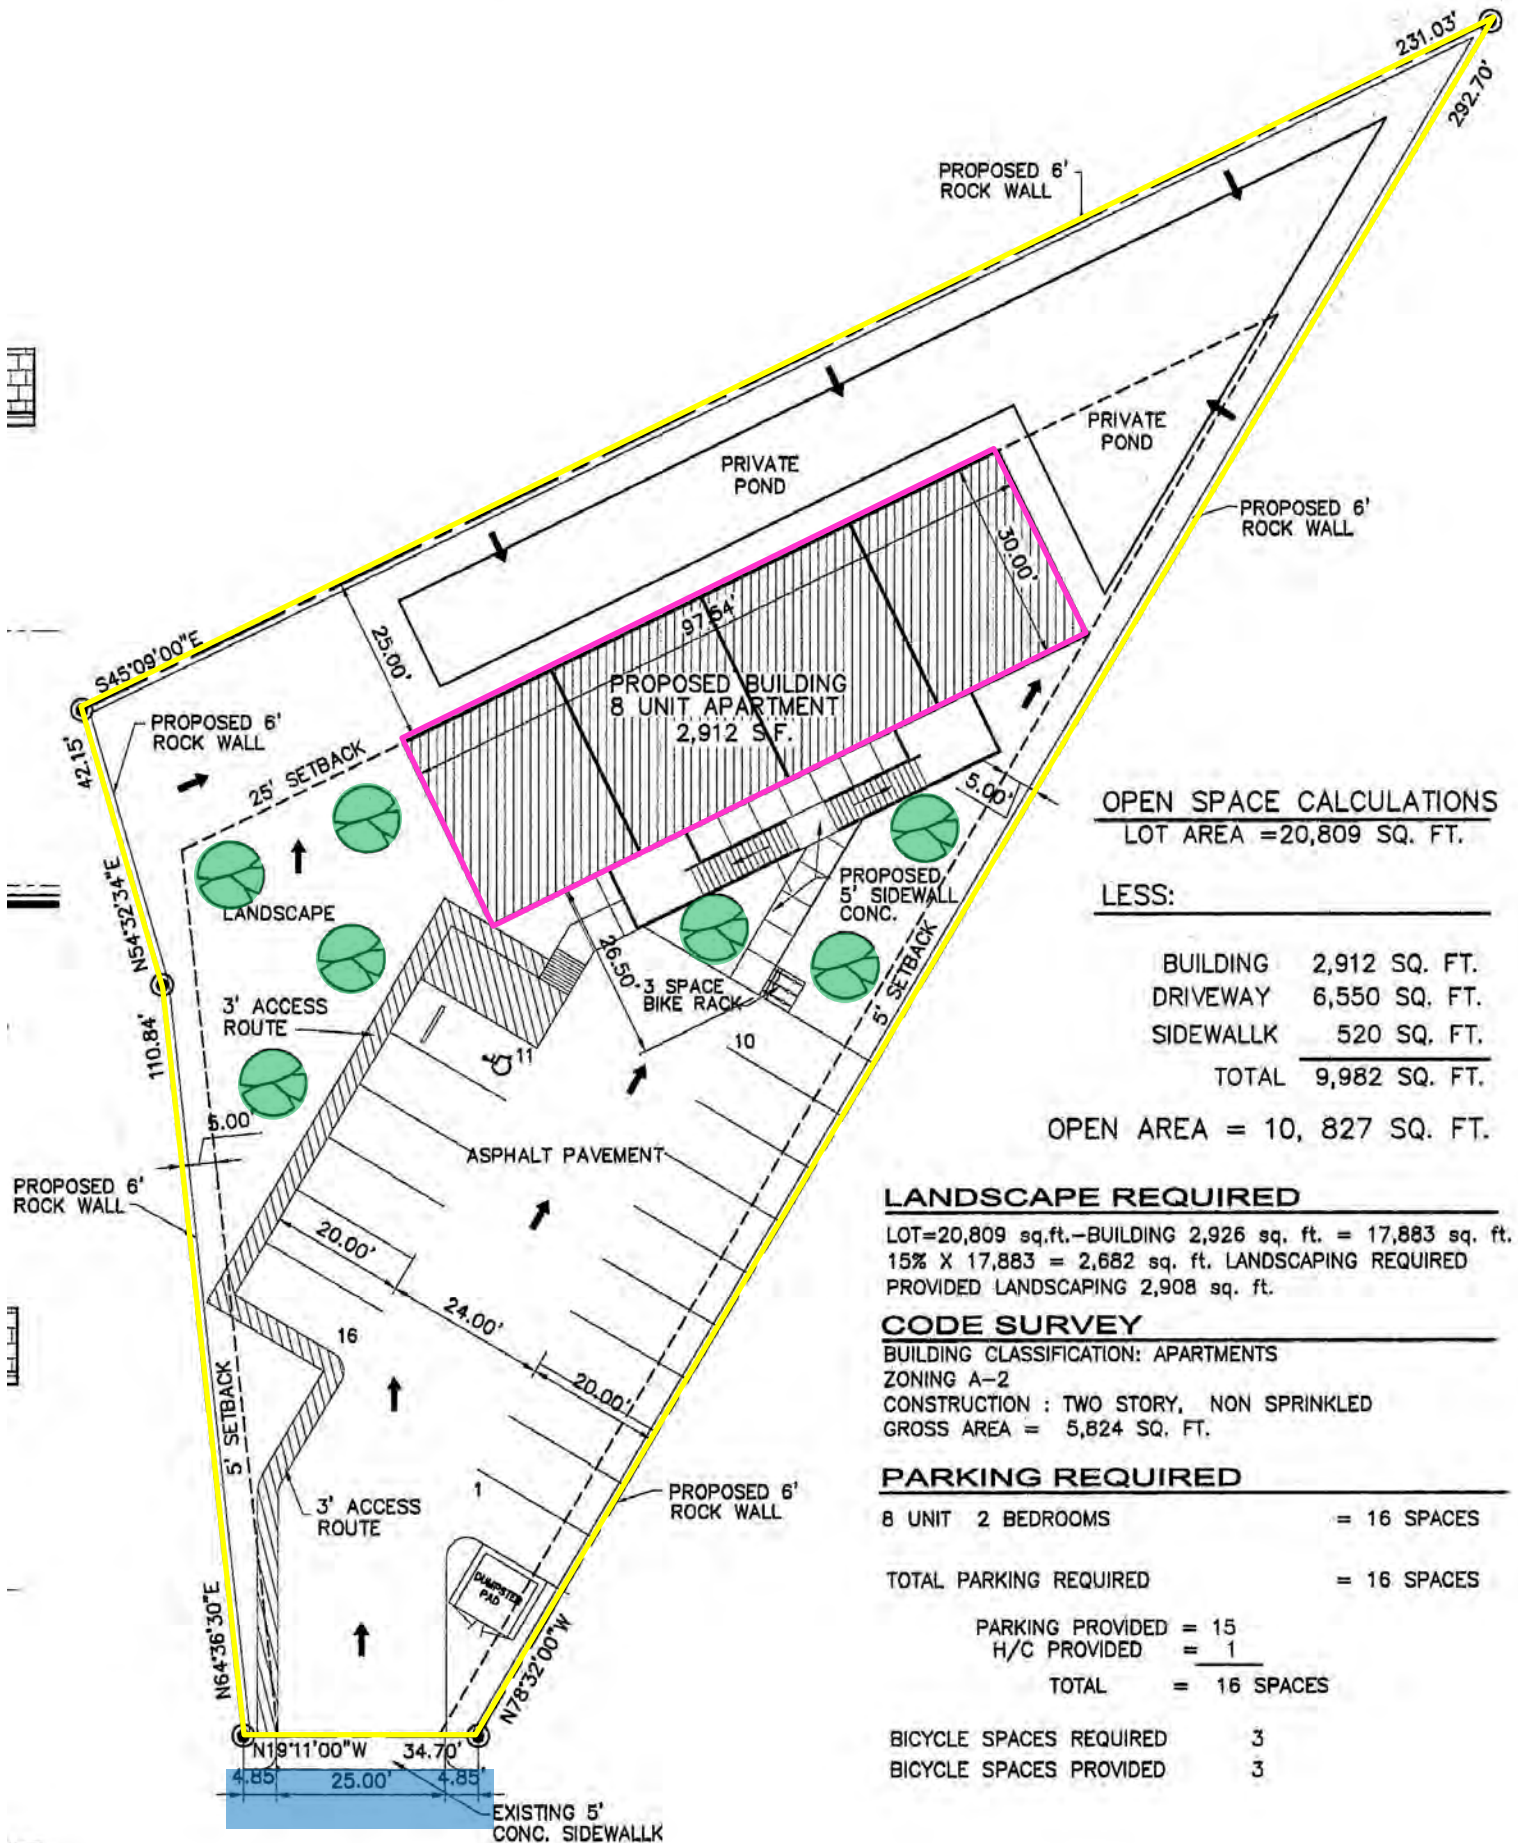 231.03'
292.70'
PROPOSED 6'
ROCK WALL
PRIVATE
POND
PRIVATE
POND
PROPOSED 6'
ROCK WALL
30.00'
97.54'
25.00'
S45°09'00"E
PROPOSED BUILDING
8 UNIT APARTMENT
2,912 S.F.
PROPOSED 6'
ROCK WALL
42.15'
25' SETBACK
5.00'
OPEN SPACE CALCULATIONS
LOT AREA =20,809 SQ. FT.
LESS:
BUILDING 2,912 SQ. FT.
DRIVEWAY 6,550 SQ. FT.
SIDEWALLK 520 SQ. FT.
TOTAL 9,982 SQ. FT.
OPEN AREA = 10, 827 SQ. FT.
PROPOSED
5' SIDEWALL
CONC.
LANDSCAPE
N54°32'34"E
26.50'
3 SPACE
BIKE RACK
5' SETBACK
3' ACCESS
ROUTE
110.84'
11
10
5.00'
ASPHALT PAVEMENT
PROPOSED 6'
ROCK WALL
20.00'
24.00'
20.00'
16
5' SETBACK
LANDSCAPE REQUIRED
LOT=20,809 sq.ft.-BUILDING 2,926 sq. ft. = 17,883 sq. ft.
15% X 17,883 = 2,682 sq. ft. LANDSCAPING REQUIRED
PROVIDED LANDSCAPING 2,908 sq. ft.
CODE SURVEY
BUILDING CLASSIFICATION: APARTMENTS
ZONING A-2
CONSTRUCTION : TWO STORY, NON SPRINKLED
GROSS AREA = 5,824 SQ. FT.
PARKING REQUIRED
8 UNIT 2 BEDROOMS = 16 SPACES
TOTAL PARKING REQUIRED = 16 SPACES
PARKING PROVIDED = 15
H/C PROVIDED = 1
TOTAL = 16 SPACES
BICYCLE SPACES REQUIRED 3
BICYCLE SPACES PROVIDED 3
1
PROPOSED 6'
ROCK WALL
3' ACCESS
ROUTE
DUMPSTER
PAD
N64°36'30"E
N78°32'00"W
N19°11'00"W 34.70'
4.85' 25.00' 4.85'
EXISTING 5'
CONC. SIDEWALLK